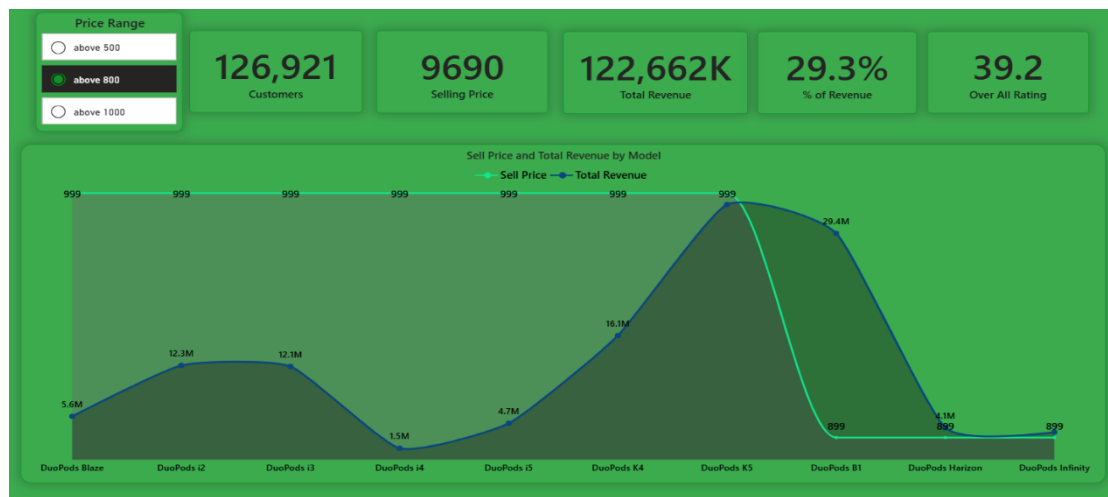 Price Range
above 500
above 800
above 1000
126,921
Customers
9690
Selling Price
122,662K
Total Revenue
29.3%
% of Revenue
39.2
Over All Rating
Sell Price and Total Revenue by Model
Sell Price Total Revenue
999 999 999 999 999 999 999
29.4M
16.1M
12.3M 12.1M
5.6M 4.7M 4.1M
1.5M
899 899 899
DuoPods Blaze DuoPods i2 DuoPods i3 DuoPods i4 DuoPods i5 DuoPods K4 DuoPods K5 DuoPods B1 DuoPods Harizon DuoPods Infinity